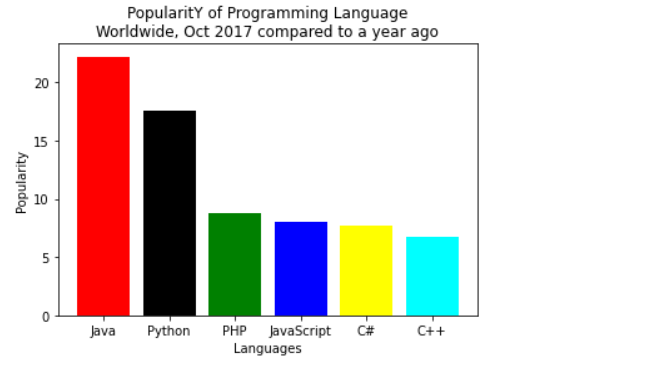 PopularitY of Programming Language
Worldwide, Oct 2017 compared to a year ago
20
15
10
5
0
Popularity
Java Python PHP JavaScript C# C++
Languages